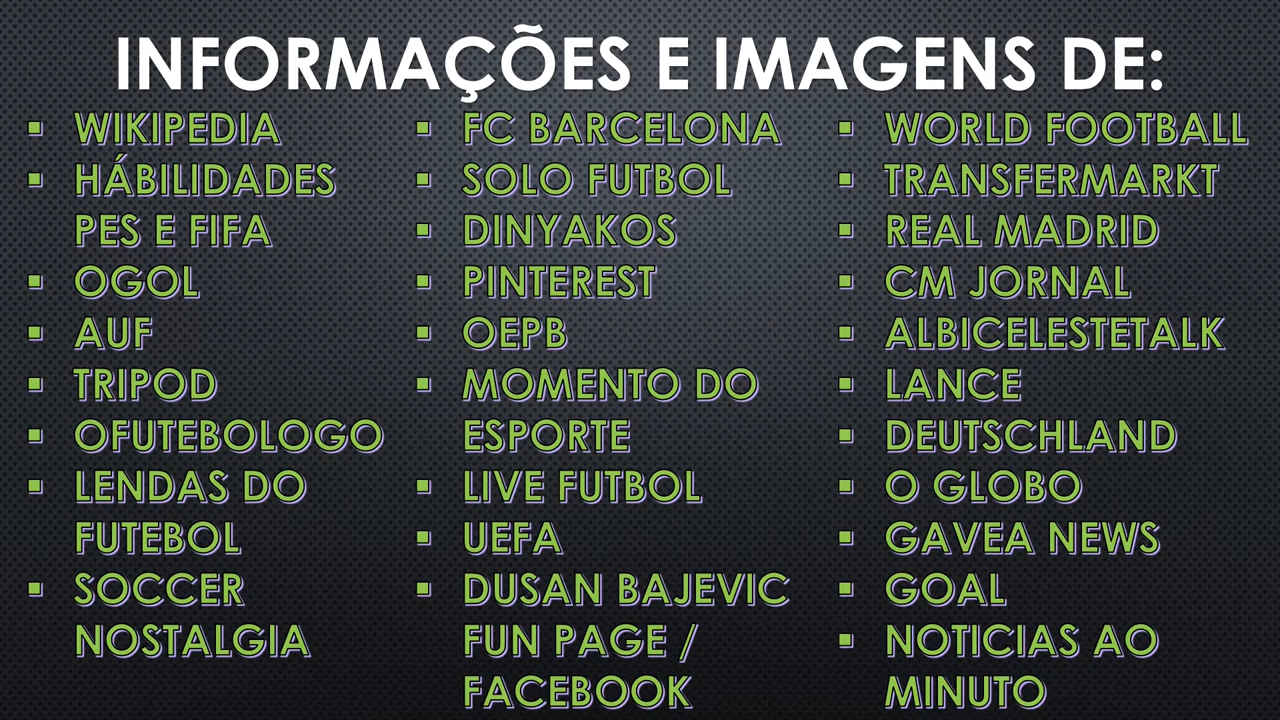 INFORMAÇÕES E IMAGENS DE:
▪ WIKIPEDIA
▪ HÁBILIDADES
PES E FIFA
▪ OGOL
▪ AUF
▪ TRIPOD
▪ OFUTEBOLOGO
▪ LENDAS DO
FUTEBOL
▪ SOCCER
NOSTALGIA
▪ FC BARCELONA
▪ SOLO FUTBOL
▪ DINYAKOS
▪ PINTEREST
▪ OEPB
▪ MOMENTO DO
ESPORTE
▪ LIVE FUTBOL
▪ UEFA
▪ DUSAN BAJEVIC
FUN PAGE /
FACEBOOK
▪ WORLD FOOTBALL
▪ TRANSFERMARKT
▪ REAL MADRID
▪ CM JORNAL
▪ ALBICELESTETALK
▪ LANCE
▪ DEUTSCHLAND
▪ O GLOBO
▪ GAVEA NEWS
▪ GOAL
▪ NOTICIAS AO
MINUTO